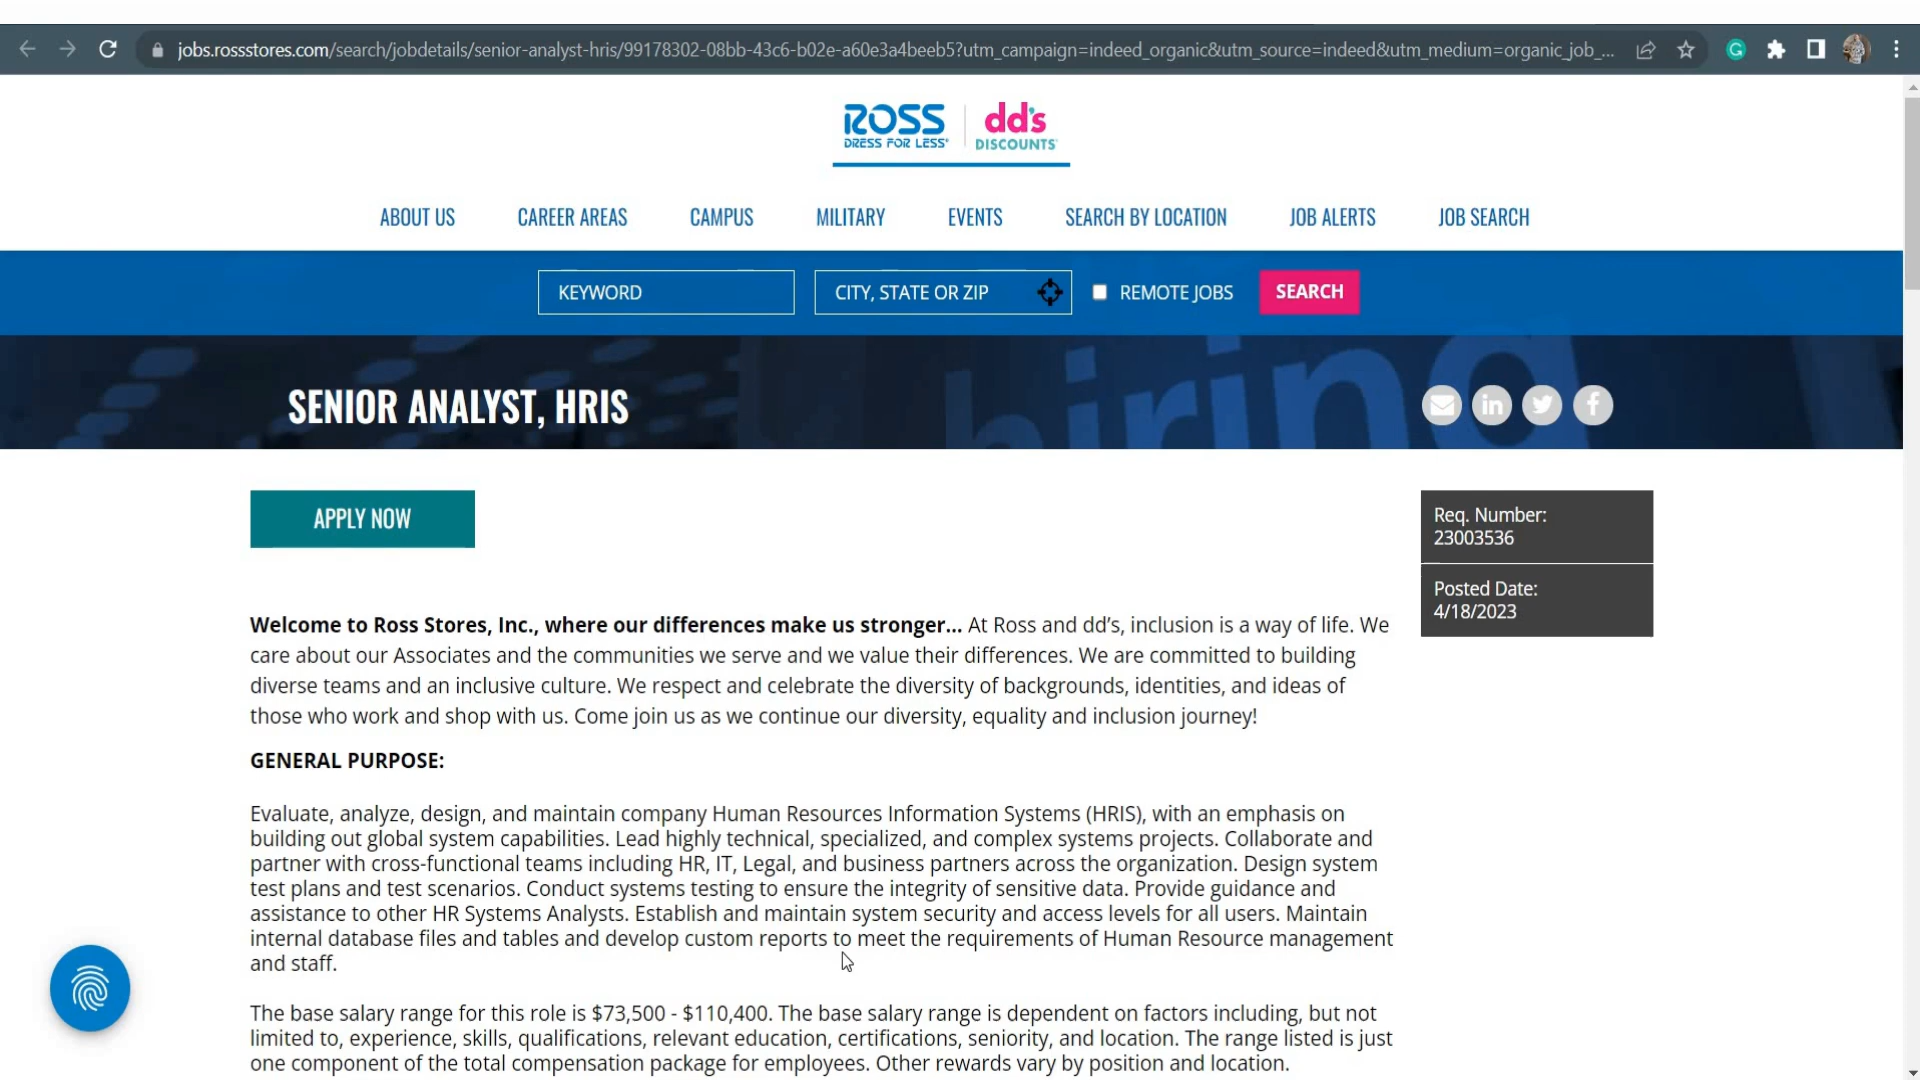 jobs.rossstores.com/search/jobdetails/senior-analyst-hris/99178302-08bb-43c6-b02e-a60e3a4beeb5?utm_campaign=indeed_organic&utm_source=indeed&utm_medium=organic_job_...
ROSS
DRESS FOR LESS®
dd's
DISCOUNTS
ABOUT US CAREER AREAS CAMPUS MILITARY EVENTS SEARCH BY LOCATION JOB ALERTS JOB SEARCH
KEYWORD CITY, STATE OR ZIP REMOTE JOBS SEARCH
hiring
SENIOR ANALYST, HRIS
APPLY NOW
Req. Number:
23003536
Posted Date:
4/18/2023
Welcome to Ross Stores, Inc., where our differences make us stronger... At Ross and dd’s, inclusion is a way of life. We
care about our Associates and the communities we serve and we value their differences. We are committed to building
diverse teams and an inclusive culture. We respect and celebrate the diversity of backgrounds, identities, and ideas of
those who work and shop with us. Come join us as we continue our diversity, equality and inclusion journey!
GENERAL PURPOSE:
Evaluate, analyze, design, and maintain company Human Resources Information Systems (HRIS), with an emphasis on
building out global system capabilities. Lead highly technical, specialized, and complex systems projects. Collaborate and
partner with cross-functional teams including HR, IT, Legal, and business partners across the organization. Design system
test plans and test scenarios. Conduct systems testing to ensure the integrity of sensitive data. Provide guidance and
assistance to other HR Systems Analysts. Establish and maintain system security and access levels for all users. Maintain
internal database files and tables and develop custom reports to meet the requirements of Human Resource management
and staff.
The base salary range for this role is $73,500 - $110,400. The base salary range is dependent on factors including, but not
limited to, experience, skills, qualifications, relevant education, certifications, seniority, and location. The range listed is just
one component of the total compensation package for employees. Other rewards vary by position and location.